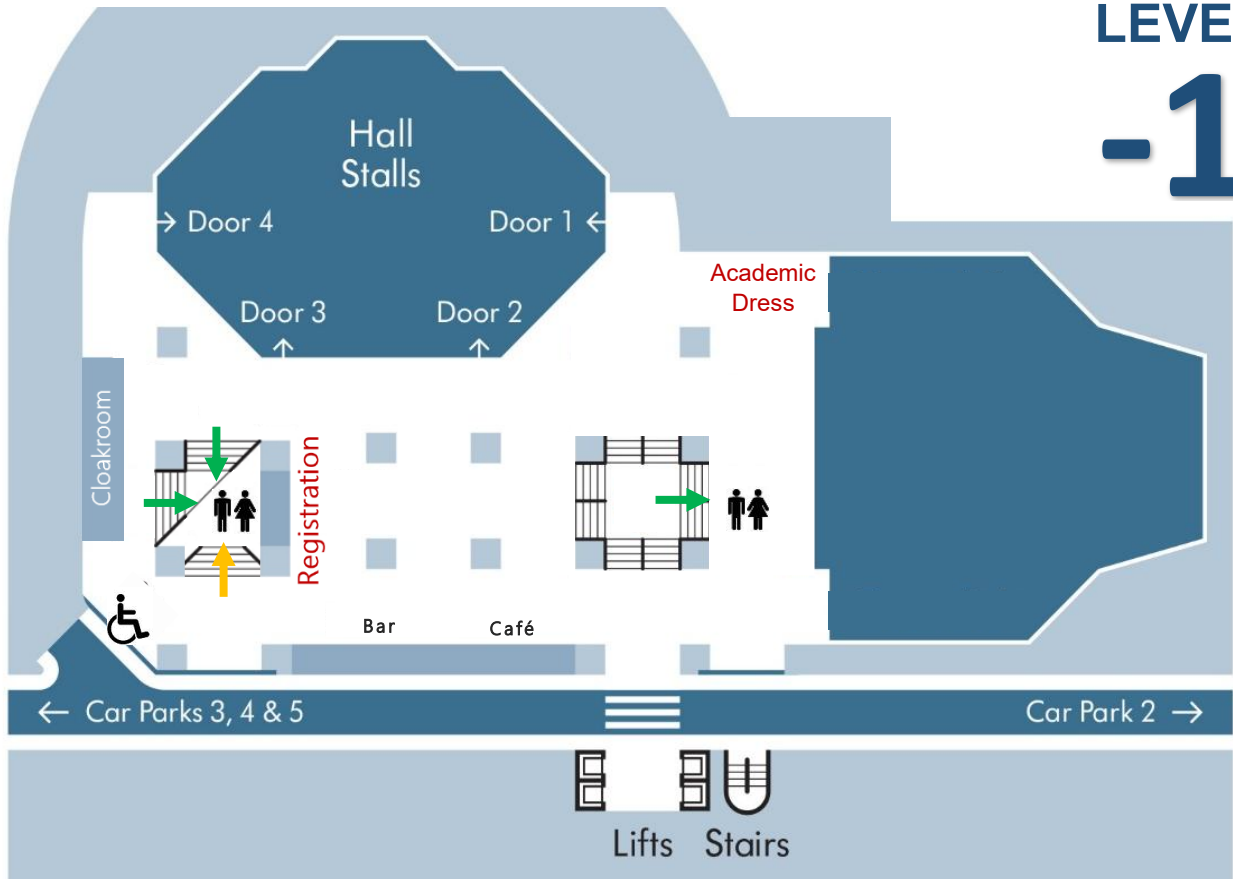 LEVE
-1
Hall
Stalls
→ Door 4
Door 1 ←
Academic
Dress
Door 3
Door 2
Cloakroom
Registration
Bar
Café
← Car Parks 3, 4 & 5
Car Park 2 →
Lifts
Stairs